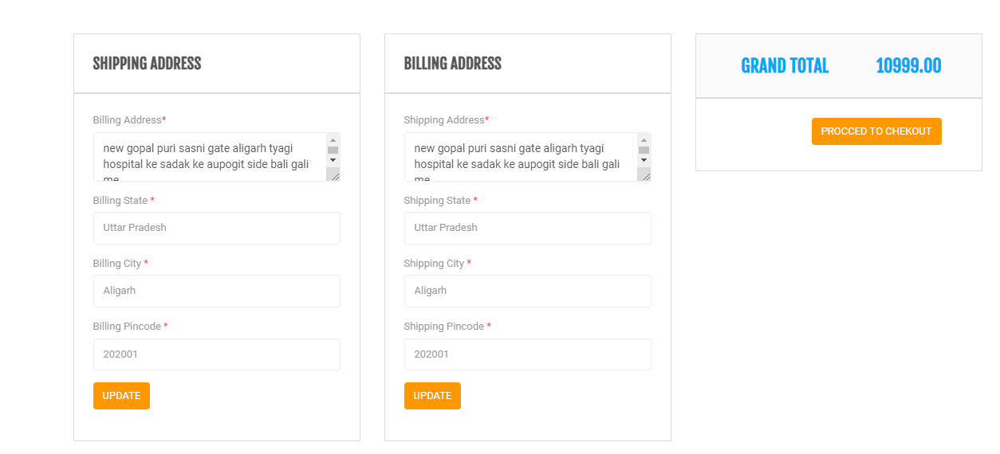 SHIPPING ADDRESS
Billing Address*
new gopal puri sasni gate aligarh tyagi
hospital ke sadak ke aupogit side bali gali
me
Billing State *
Uttar Pradesh
Billing City *
Aligarh
Billing Pincode *
202001
UPDATE
BILLING ADDRESS
Shipping Address*
new gopal puri sasni gate aligarh tyagi
hospital ke sadak ke aupogit side bali gali
me
Shipping State *
Uttar Pradesh
Shipping City *
Aligarh
Shipping Pincode *
202001
UPDATE
GRAND TOTAL 10999.00
PROCCED TO CHEKOUT